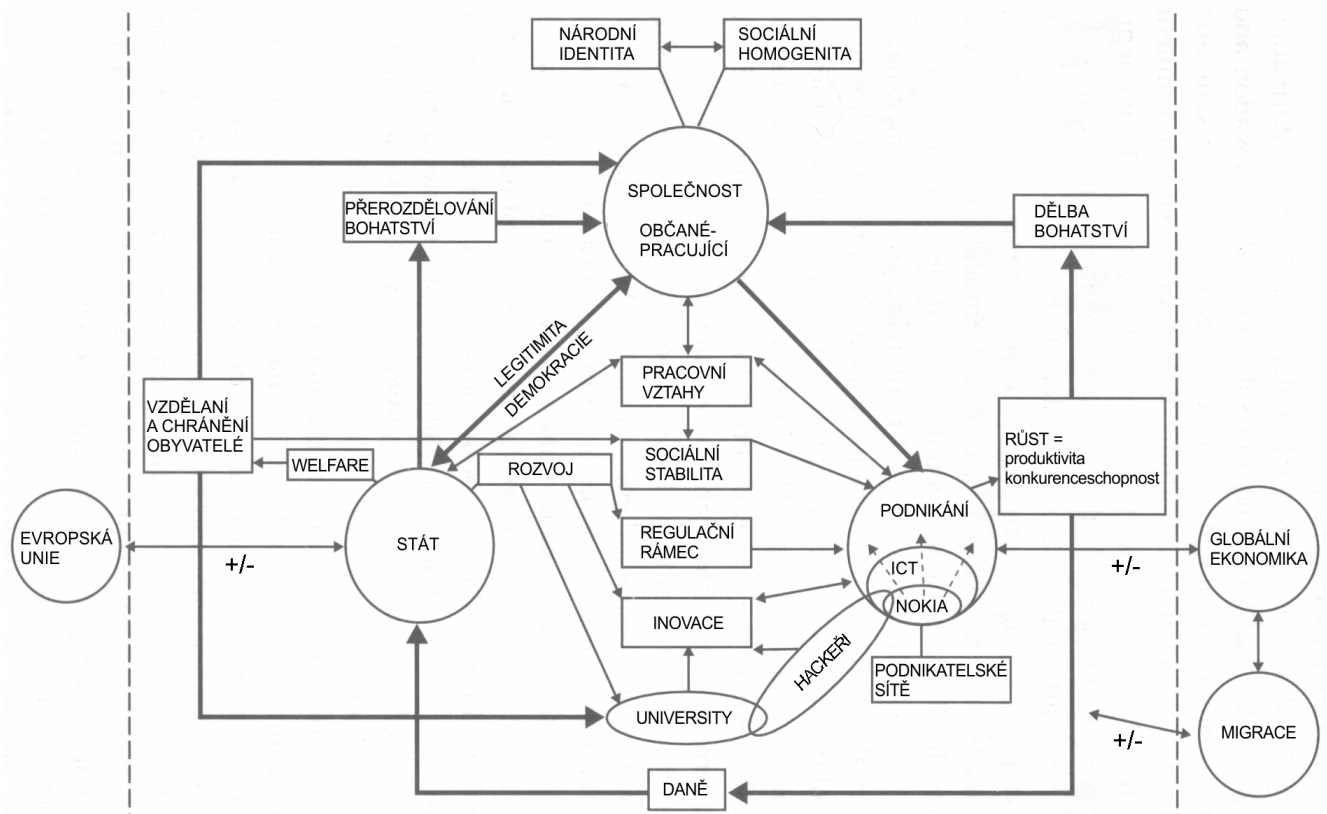 NÁRODNÍ
IDENTITA
SOCIÁLNÍ
HOMOGENITA
SPOLEČNOST
OBČANÉ-
PRACUJÍCÍ
PŘEROZDĚLOVÁNÍ
BOHATSTVÍ
DĚLBA
BOHATSTVÍ
LEGITIMITA
DEMOKRACIE
PRACOVNÍ
VZTAHY
VZDĚLANÍ
A CHRÁNĚNÍ
OBYVATELÉ
WELFARE
ROZVOJ
SOCIÁLNÍ
STABILITA
RŮST =
produktivita
konkurenceschopnost
EVROPSKÁ
UNIE
+/-
STÁT
REGULAČNÍ
RÁMEC
PODNIKÁNÍ
ICT
NOKIA
+/-
GLOBÁLNÍ
EKONOMIKA
INOVACE
HACKEŘI
PODNIKATELSKÉ
SÍTĚ
UNIVERSITY
+/-
MIGRACE
DANĚ